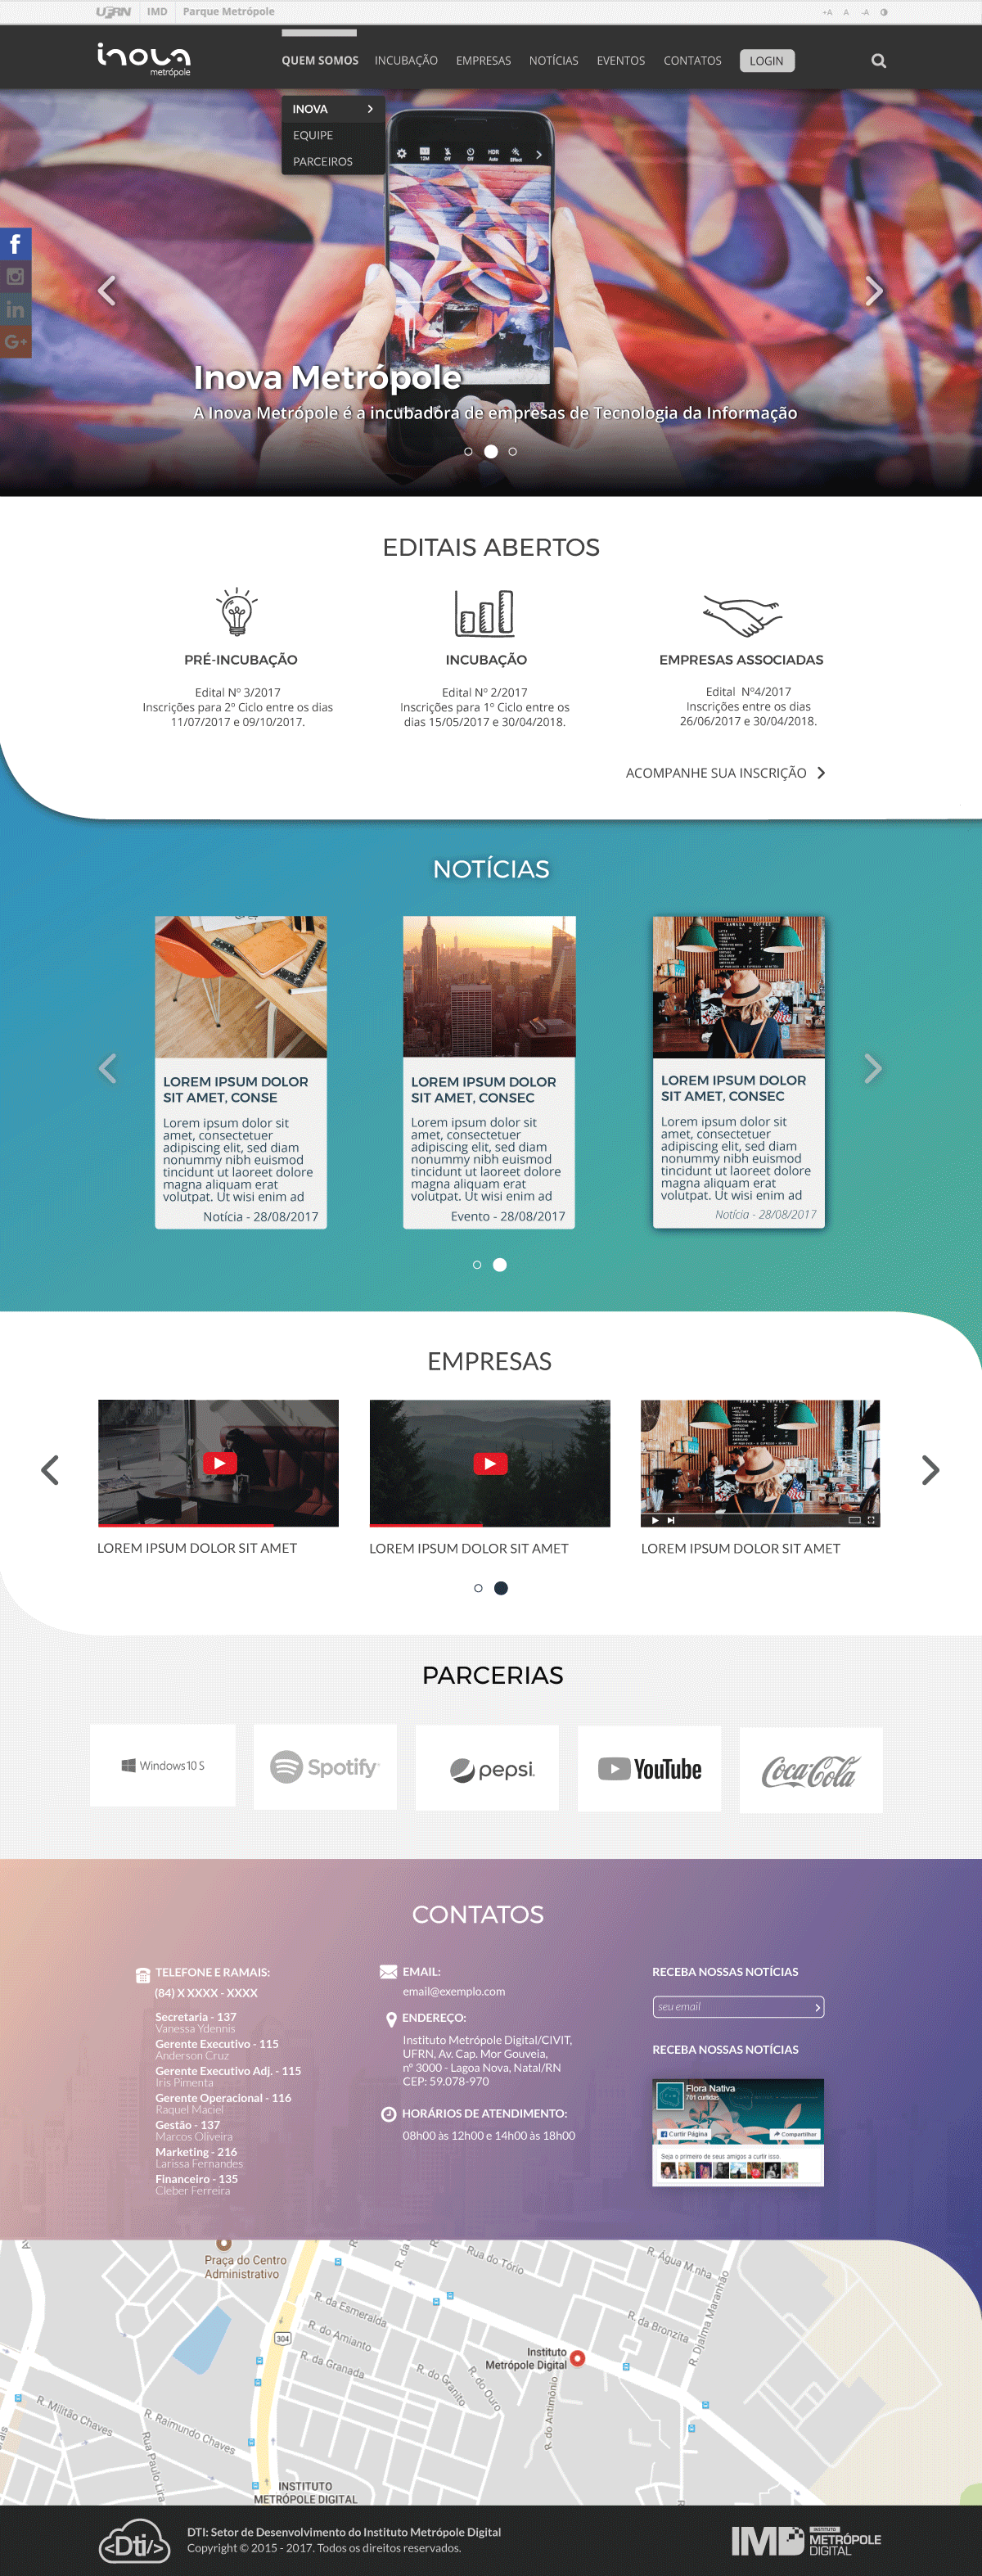 UFRN IMD Parque Metrópole +A A -A
inova
metrópole
QUEM SOMOS INCUBAÇÃO EMPRESAS NOTÍCIAS EVENTOS CONTATOS LOGIN
INOVA
EQUIPE
PARCEIROS
12M Off Off HDR
Auto Effect
Inova Metrópole
A Inova Metrópole é a incubadora de empresas de Tecnologia da Informação
EDITAIS ABERTOS
PRÉ-INCUBAÇÃO
Edital Nº 3/2017
Inscrições para 2º Ciclo entre os dias
11/07/2017 e 09/10/2017.
INCUBAÇÃO
Edital Nº 2/2017
Inscrições para 1º Ciclo entre os
dias 15/05/2017 e 30/04/2018.
EMPRESAS ASSOCIADAS
Edital Nº4/2017
Inscrições entre os dias
26/06/2017 e 30/04/2018.
ACOMPANHE SUA INSCRIÇÃO
NOTÍCIAS
LOREM IPSUM DOLOR
SIT AMET, CONSE
Lorem ipsum dolor sit
amet, consectetuer
adipiscing elit, sed diam
nonummy nibh euismod
tincidunt ut laoreet dolore
magna aliquam erat
volutpat. Ut wisi enim ad
Notícia - 28/08/2017
LOREM IPSUM DOLOR
SIT AMET, CONSEC
Lorem ipsum dolor sit
amet, consectetuer
adipiscing elit, sed diam
nonummy nibh euismod
tincidunt ut laoreet dolore
magna aliquam erat
volutpat. Ut wisi enim ad
Evento - 28/08/2017
LOREM IPSUM DOLOR
SIT AMET, CONSEC
Lorem ipsum dolor sit
amet, consectetuer
adipiscing elit, sed diam
nonummy nibh euismod
tincidunt ut laoreet dolore
magna aliquam erat
volutpat. Ut wisi enim ad
Notícia - 28/08/2017
EMPRESAS
LOREM IPSUM DOLOR SIT AMET
LOREM IPSUM DOLOR SIT AMET
LOREM IPSUM DOLOR SIT AMET
PARCERIAS
Windows 10 S
Spotify
pepsi
YouTube
Coca-Cola
CONTATOS
TELEFONE E RAMAIS:
(84) X XXXX - XXXX
Secretaria - 137
Vanessa Ydennis
Gerente Executivo - 115
Anderson Cruz
Gerente Executivo Adj. - 115
Iris Pimenta
Gerente Operacional - 116
Raquel Maciel
Gestão - 137
Marcos Oliveira
Marketing - 216
Larissa Fernandes
Financeiro - 135
Cleber Ferreira
EMAIL:
email@exemplo.com
ENDEREÇO:
Instituto Metrópole Digital/CIVIT,
UFRN, Av. Cap. Mor Gouveia,
nº 3000 - Lagoa Nova, Natal/RN
CEP: 59.078-970
HORÁRIOS DE ATENDIMENTO:
08h00 às 12h00 e 14h00 às 18h00
RECEBA NOSSAS NOTÍCIAS
seu email
RECEBA NOSSAS NOTÍCIAS
Flora Nativa
701 curtidas
Curtir Página Compartilhar
Seja o primeiro de seus amigos a curtir isso.
Praça do Centro
Administrativo
R. da
Rua do Tório
R. Água M.nha
R. Djalma Maranhão
R. da Esmeralda
R. do Amianto
R. da Granada
R. da Bronzita
304
Instituto
Metrópole Digital
R. do Granito
R. do Ouro
R. do Antimônio
R. Militão Chaves
R. Raimundo Chaves
Rua Paulo Lira
INSTITUTO
METRÓPOLE DIGITAL
Dti/>
DTI: Setor de Desenvolvimento do Instituto Metrópole Digital
Copyright © 2015 - 2017. Todos os direitos reservados.
IMD INSTITUTO
METRÓPOLE
DIGITAL